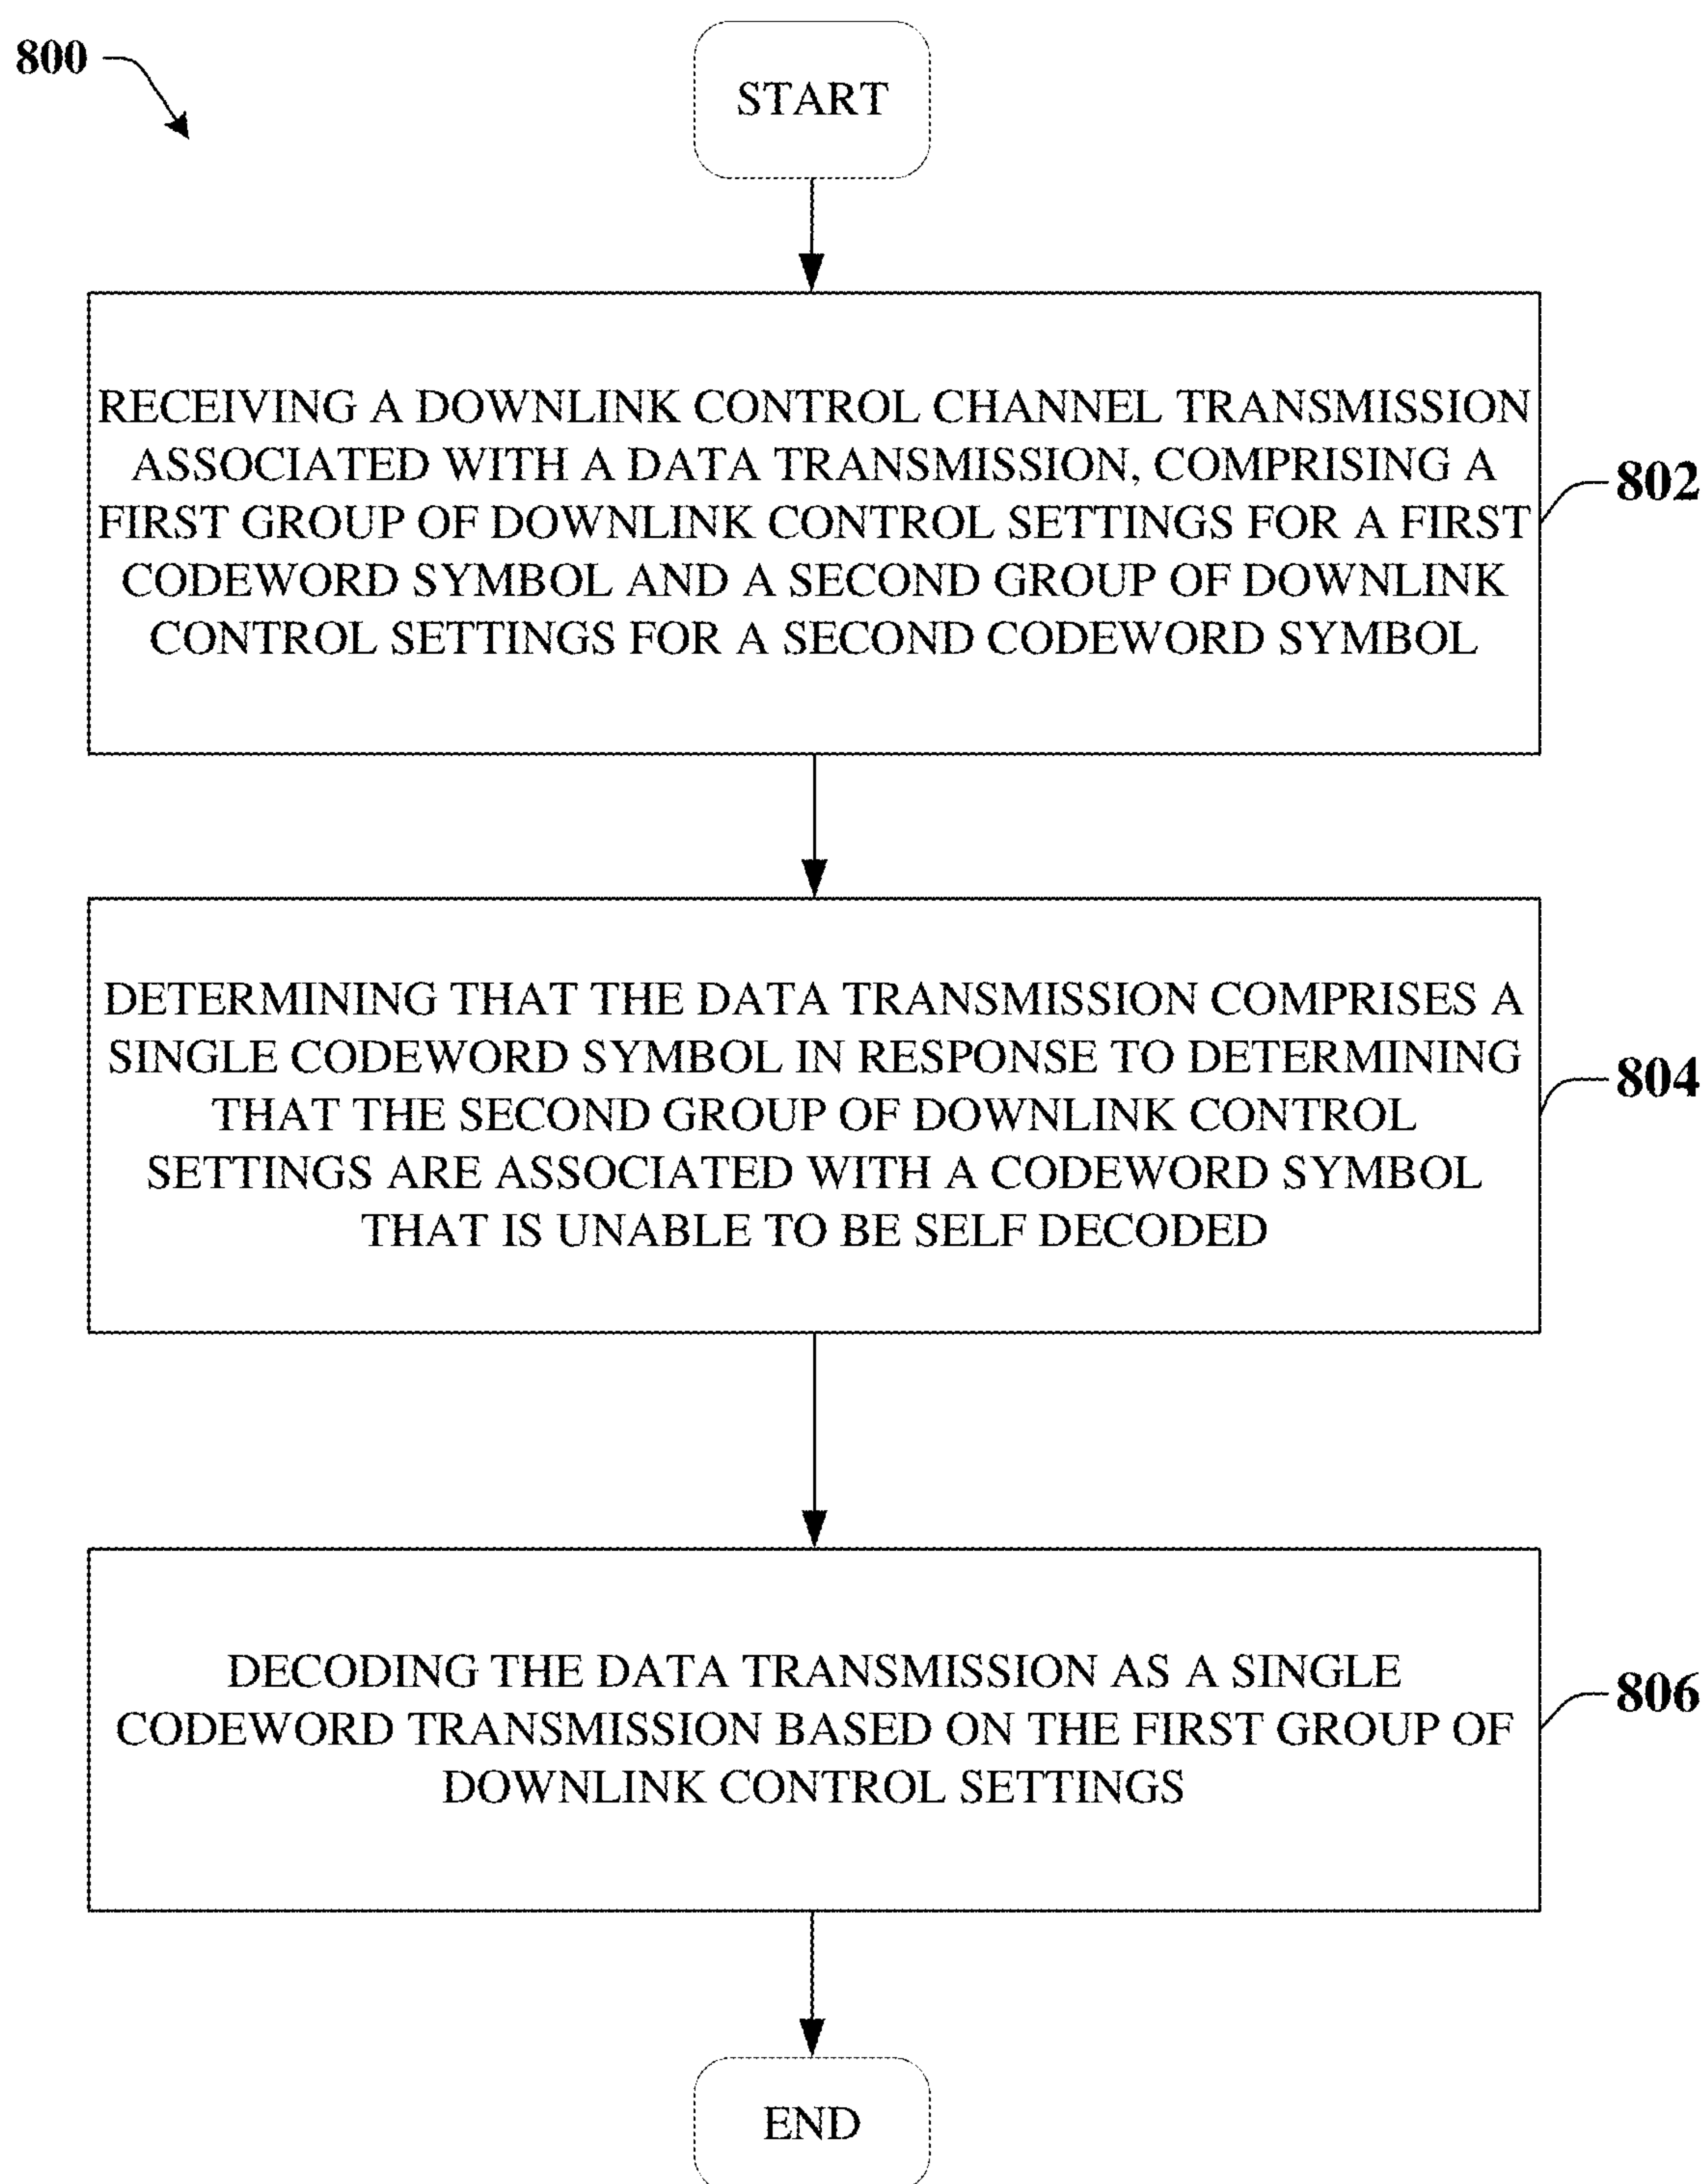 800
START
RECEIVING A DOWNLINK CONTROL CHANNEL TRANSMISSION
ASSOCIATED WITH A DATA TRANSMISSION, COMPRISING A
FIRST GROUP OF DOWNLINK CONTROL SETTINGS FOR A FIRST
CODEWORD SYMBOL AND A SECOND GROUP OF DOWNLINK
CONTROL SETTINGS FOR A SECOND CODEWORD SYMBOL
802
DETERMINING THAT THE DATA TRANSMISSION COMPRISES A
SINGLE CODEWORD SYMBOL IN RESPONSE TO DETERMINING
THAT THE SECOND GROUP OF DOWNLINK CONTROL
SETTINGS ARE ASSOCIATED WITH A CODEWORD SYMBOL
THAT IS UNABLE TO BE SELF DECODED
804
DECODING THE DATA TRANSMISSION AS A SINGLE
CODEWORD TRANSMISSION BASED ON THE FIRST GROUP OF
DOWNLINK CONTROL SETTINGS
806
END